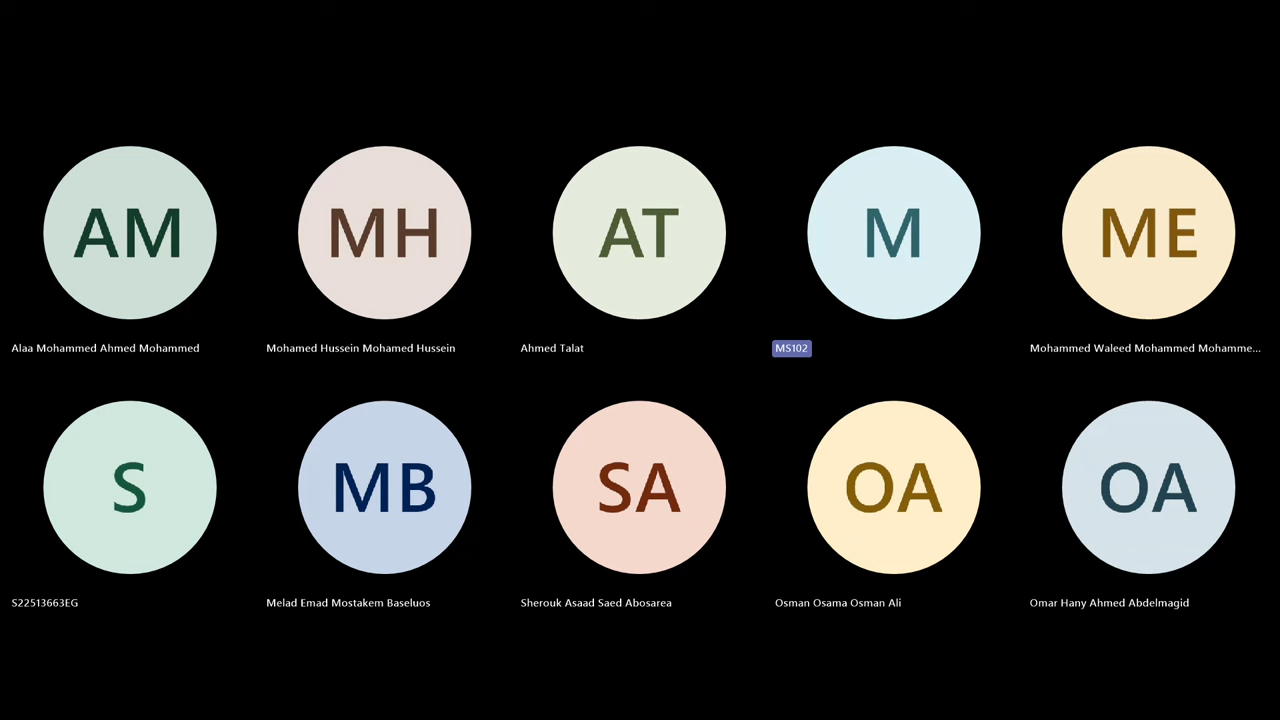 AM
MH
AT
M
ME
Alaa Mohammed Ahmed Mohammed
Mohamed Hussein Mohamed Hussein
Ahmed Talat
MS102
Mohammed Waleed Mohammed Mohamme...
S
MB
SA
OA
OA
S22513663EG
Melad Emad Mostakem Baseluos
Sherouk Asaad Saed Abosarea
Osman Osama Osman Ali
Omar Hany Ahmed Abdelmagid